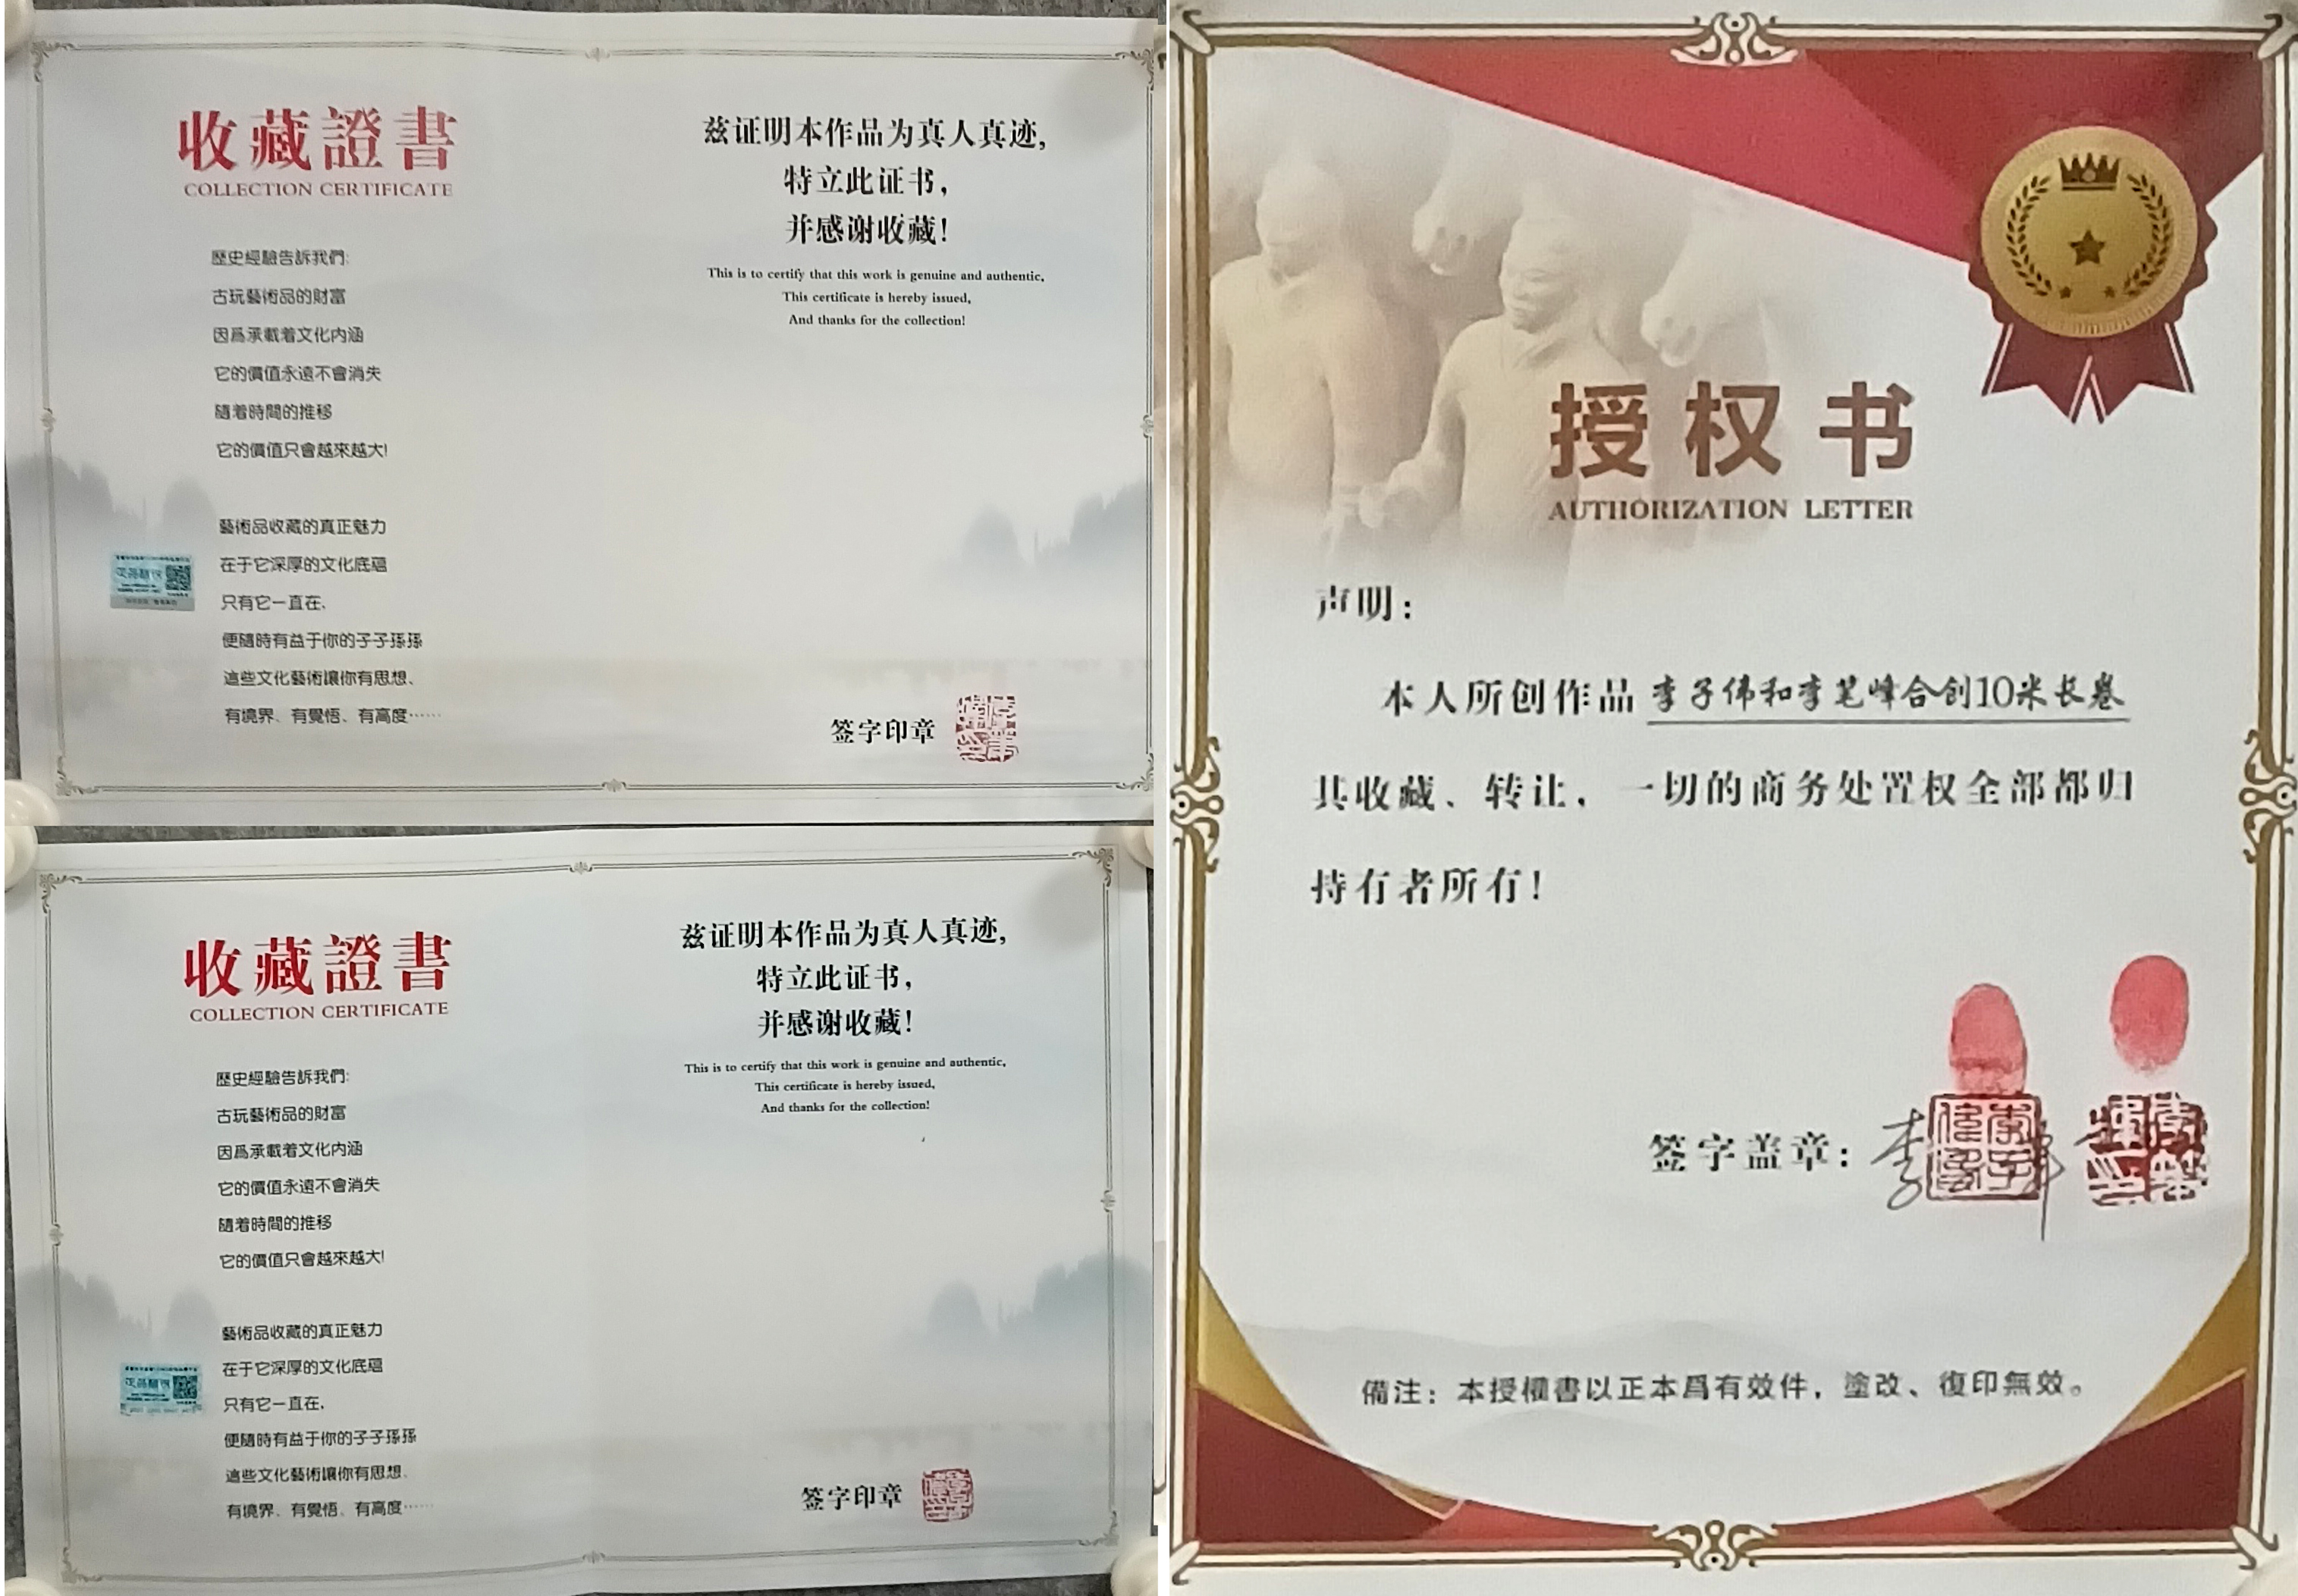 收藏證書
COLLECTION CERTIFICATE
歷史經驗告訴我們:
古玩藝術品的財富
因爲承載着文化内涵
它的價值永遠不會消失
隨着時間的推移
它的價值只會越來越大!
藝術品收藏的真正魅力
在于它深厚的文化底蘊
只有它一直在,
便隨時有益于你的子子孫孫
這些文化藝術讓你有思想、
有境界、有覺悟、有高度……
兹证明本作品为真人真迹,
特立此证书,
并感谢收藏!
This is to certify that this work is genuine and authentic,
This certificate is hereby issued,
And thanks for the collection!
签字印章
收藏證書
COLLECTION CERTIFICATE
歷史經驗告訴我們:
古玩藝術品的財富
因爲承載着文化内涵
它的價值永遠不會消失
隨着時間的推移
它的價值只會越來越大!
藝術品收藏的真正魅力
在于它深厚的文化底蘊
只有它一直在,
便隨時有益于你的子子孫孫
這些文化藝術讓你有思想、
有境界、有覺悟、有高度……
兹证明本作品为真人真迹,
特立此证书,
并感谢收藏!
This is to certify that this work is genuine and authentic,
This certificate is hereby issued,
And thanks for the collection!
签字印章
授权书
AUTHORIZATION LETTER
声明:
本人所创作品 李子伟和李笔峰合创10米长卷
其收藏、转让,一切的商务处置权全部都归
持有者所有!
签字盖章:
備注:本授權書以正本爲有效件,塗改、復印無效。